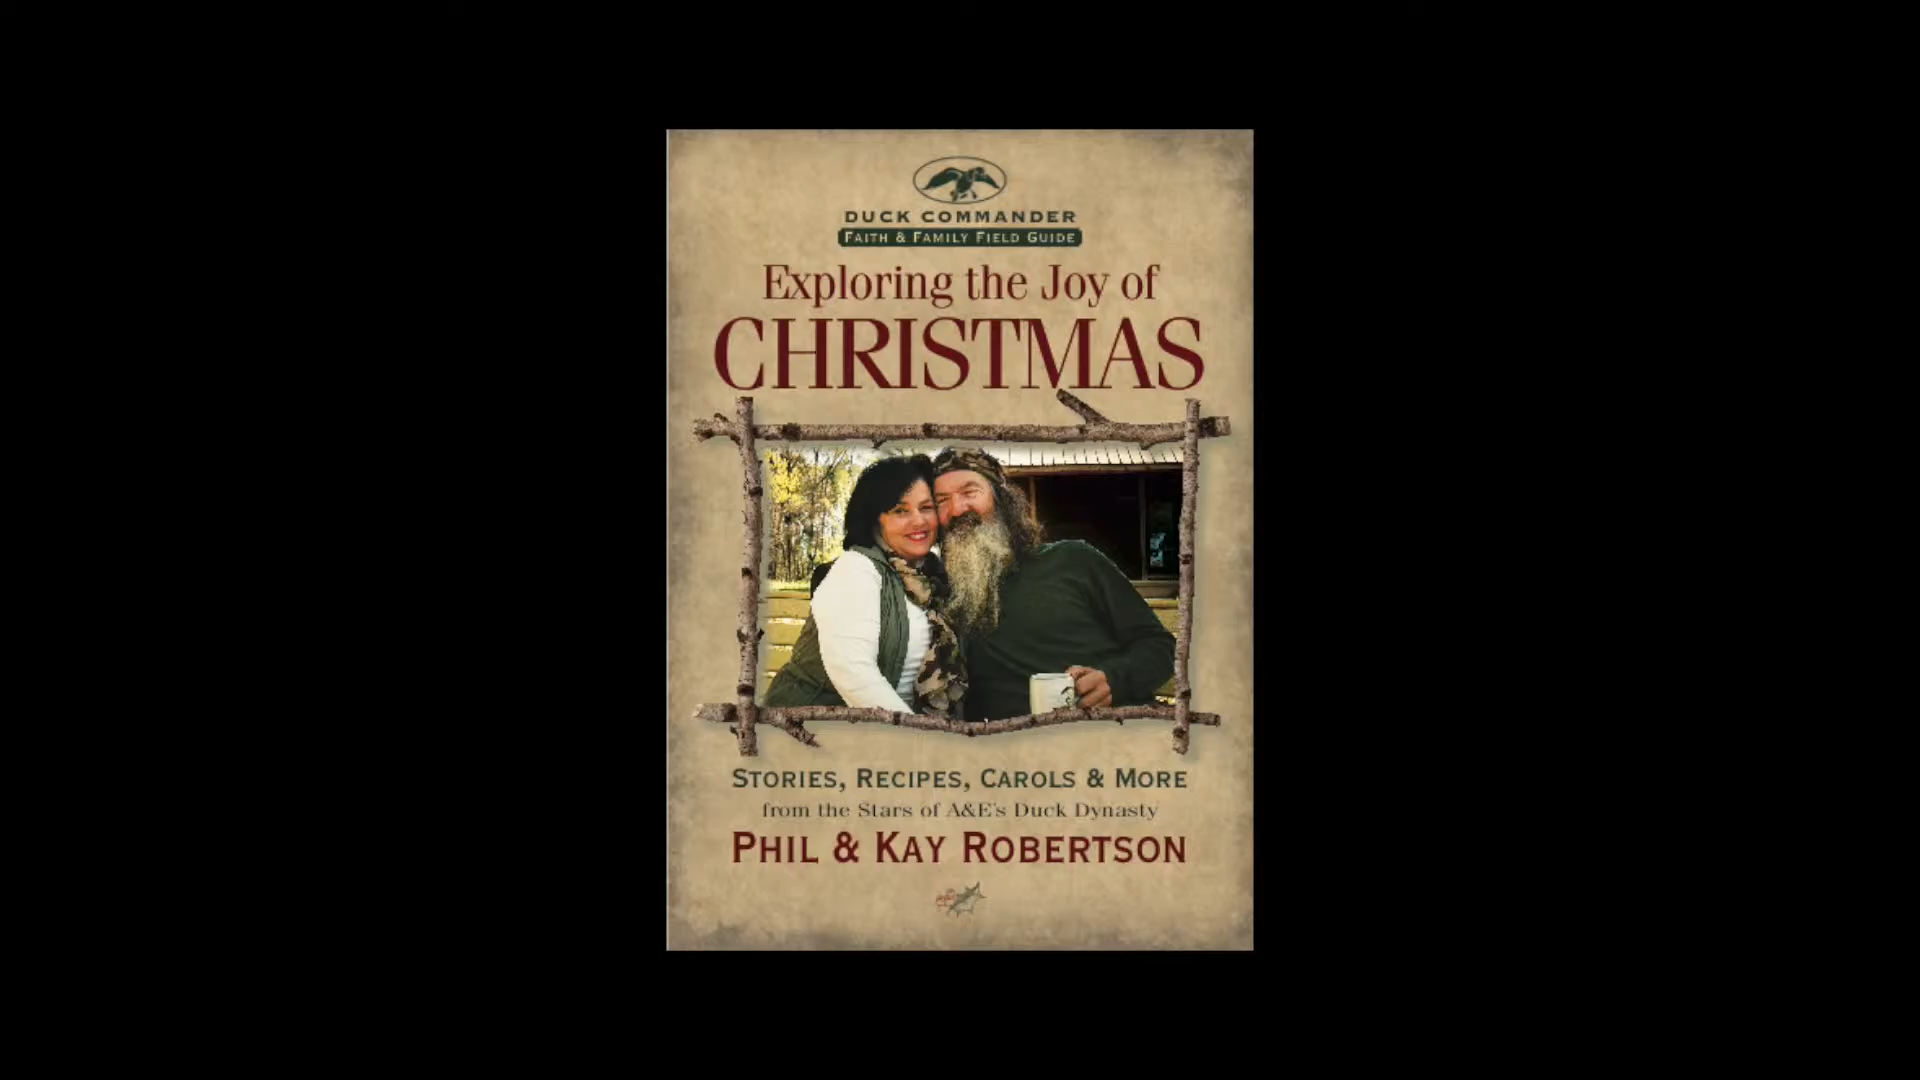 DUCK COMMANDER
FAITH & FAMILY FIELD GUIDE
Exploring the Joy of
CHRISTMAS
STORIES, RECIPES, CAROLS & MORE
from the Stars of A&E's Duck Dynasty
PHIL & KAY ROBERTSON